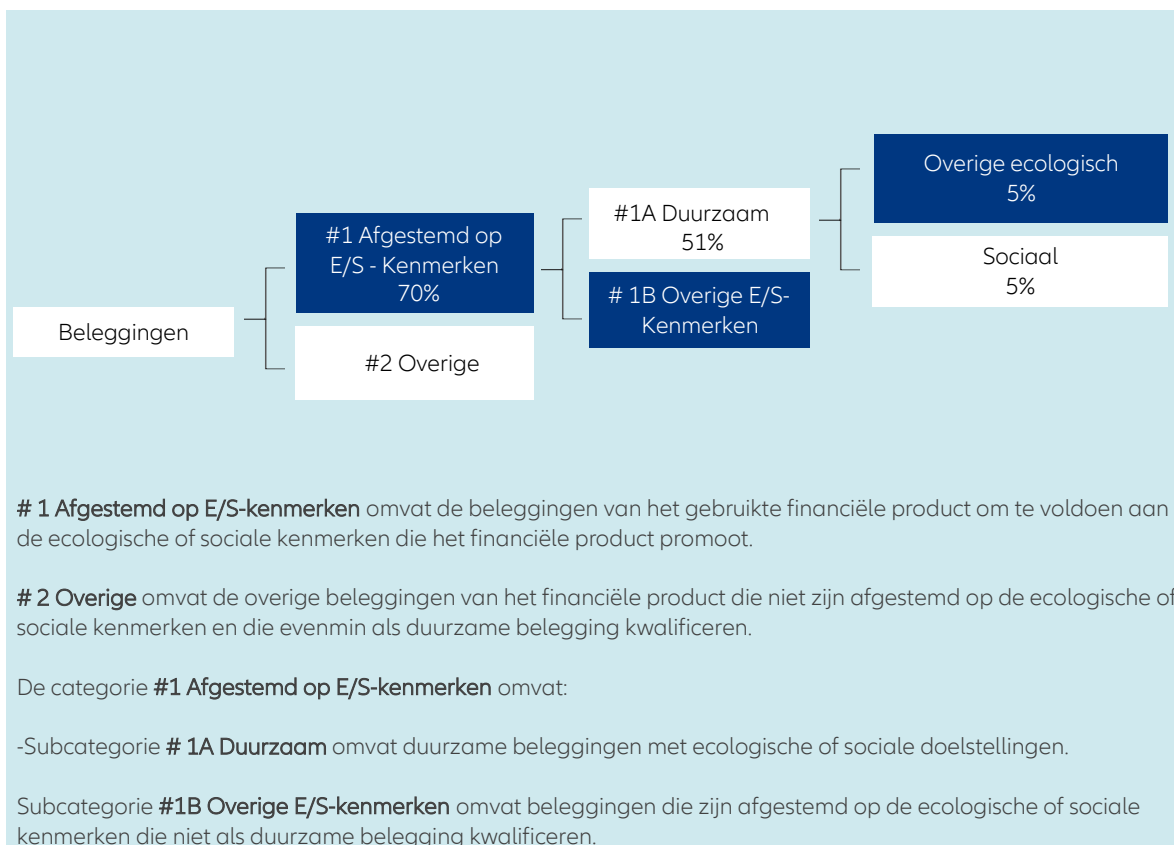 Overige ecologisch
5%
#1A Duurzaam
51%
#1 Afgestemd op
E/S - Kenmerken
70%
Sociaal
5%
# 1B Overige E/S-
Kenmerken
Beleggingen
#2 Overige
# 1 Afgestemd op E/S-kenmerken omvat de beleggingen van het gebruikte financiële product om te voldoen aan
de ecologische of sociale kenmerken die het financiële product promoot.
# 2 Overige omvat de overige beleggingen van het financiële product die niet zijn afgestemd op de ecologische of
sociale kenmerken en die evenmin als duurzame belegging kwalificeren.
De categorie #1 Afgestemd op E/S-kenmerken omvat:
-Subcategorie # 1A Duurzaam omvat duurzame beleggingen met ecologische of sociale doelstellingen.
Subcategorie #1B Overige E/S-kenmerken omvat beleggingen die zijn afgestemd op de ecologische of sociale
kenmerken die niet als duurzame belegging kwalificeren.